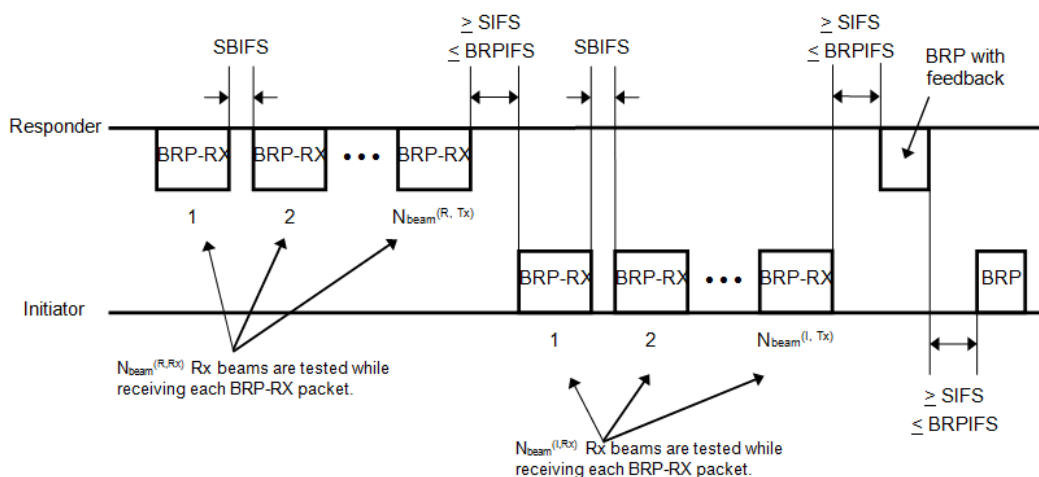 ≥ SIFS
≤ BRPIFS
SBIFS
≥ SIFS
≤ BRPIFS
SBIFS
BRP with
feedback
Responder
BRP-RX
BRP-RX
• • •
BRP-RX
1
2
Nbeam(R, Tx)
BRP-RX
BRP-RX
• • •
BRP-RX
BRP
Initiator
1
2
Nbeam(I, Tx)
Nbeam(R,Rx) Rx beams are tested while
receiving each BRP-RX packet.
≥ SIFS
≤ BRPIFS
Nbeam(I,Rx) Rx beams are tested while
receiving each BRP-RX packet.